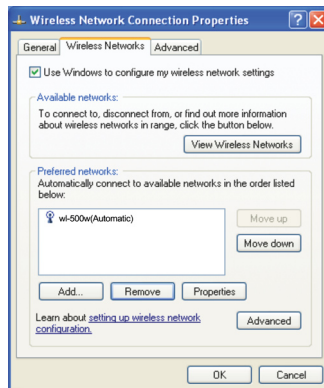 Wireless Network Connection Properties
General Wireless Networks Advanced
Use Windows to configure my wireless network settings
Available networks:
To connect to, disconnect from, or find out more information
about wireless networks in range, click the button below.
View Wireless Networks
Preferred networks:
Automatically connect to available networks in the order listed
below:
wl-500w(Automatic)
Move up
Move down
Add... Remove Properties
Learn about setting up wireless network
configuration.
Advanced
OK Cancel